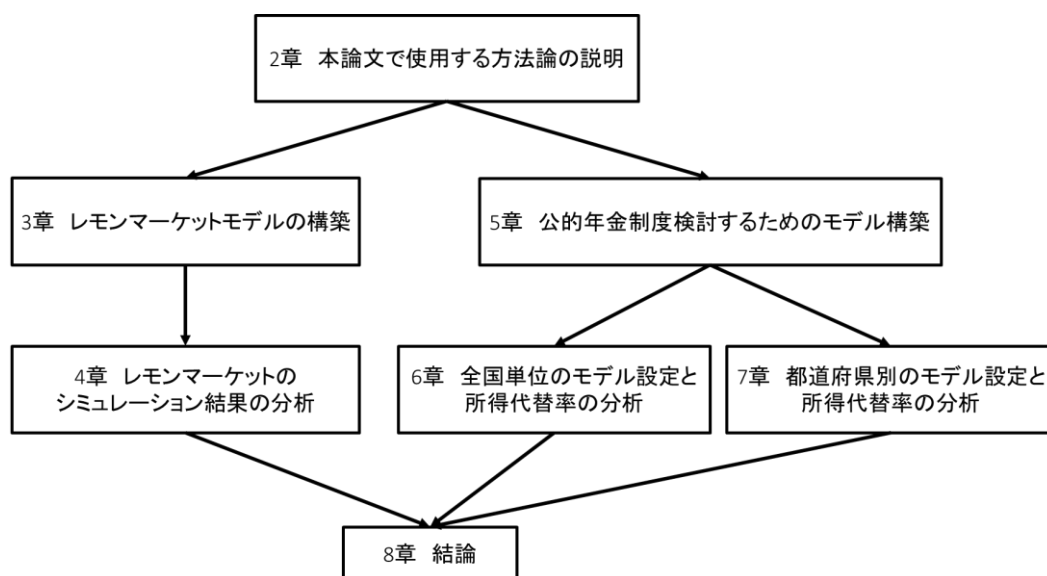 2章 本論文で使用する方法論の説明
3章 レモンマーケットモデルの構築
5章 公的年金制度検討するためのモデル構築
4章 レモンマーケットの
シミュレーション結果の分析
6章 全国単位のモデル設定と
所得代替率の分析
7章 都道府県別のモデル設定と
所得代替率の分析
8章 結論